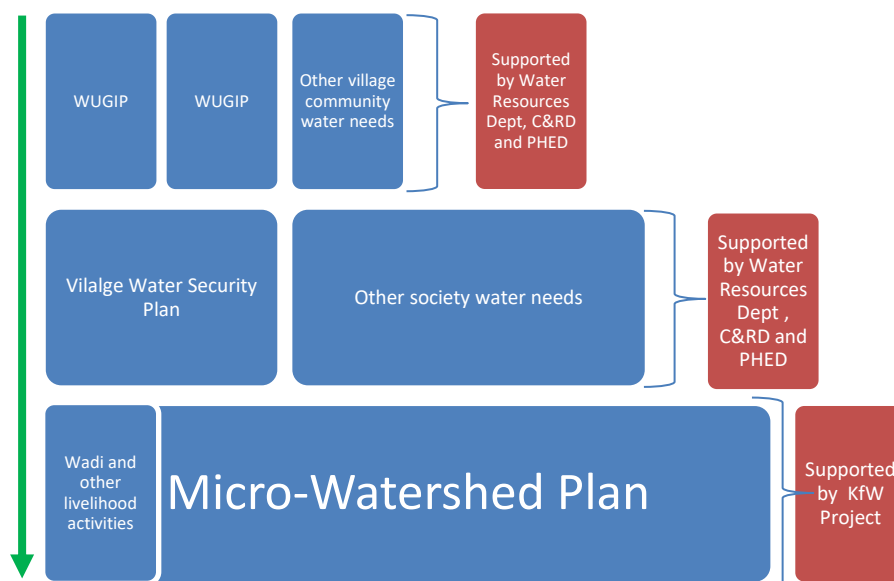 WUGIP
WUGIP
Other village
community
water needs
Supported
by Water
Resources
Dept, C&RD
and PHED
Vilalge Water Security
Plan
Other society water needs
Supported
by Water
Resources
Dept ,
C&RD and
PHED
Wadi and
other
livelihood
activities
Micro-Watershed Plan
Supported
by KfW
Project